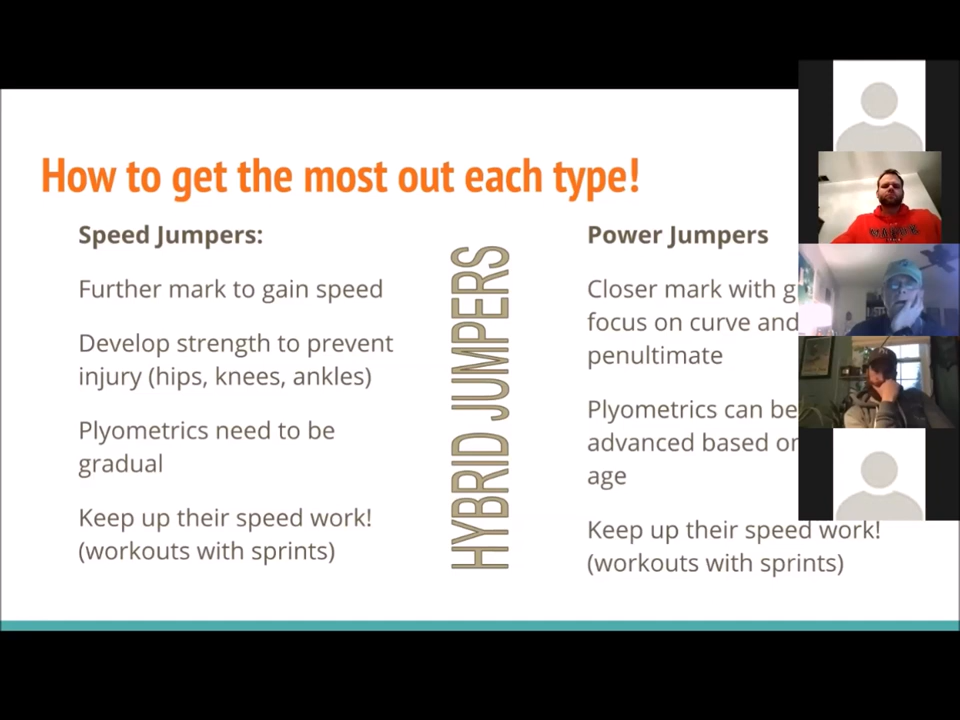 How to get the most out each type!
Speed Jumpers:
Further mark to gain speed
Develop strength to prevent
injury (hips, knees, ankles)
Plyometrics need to be
gradual
Keep up their speed work!
(workouts with sprints)
HYBRID JUMPERS
Power Jumpers
Closer mark with
focus on curve and
penultimate
Plyometrics can be
advanced based
age
Keep up their speed work!
(workouts with sprints)